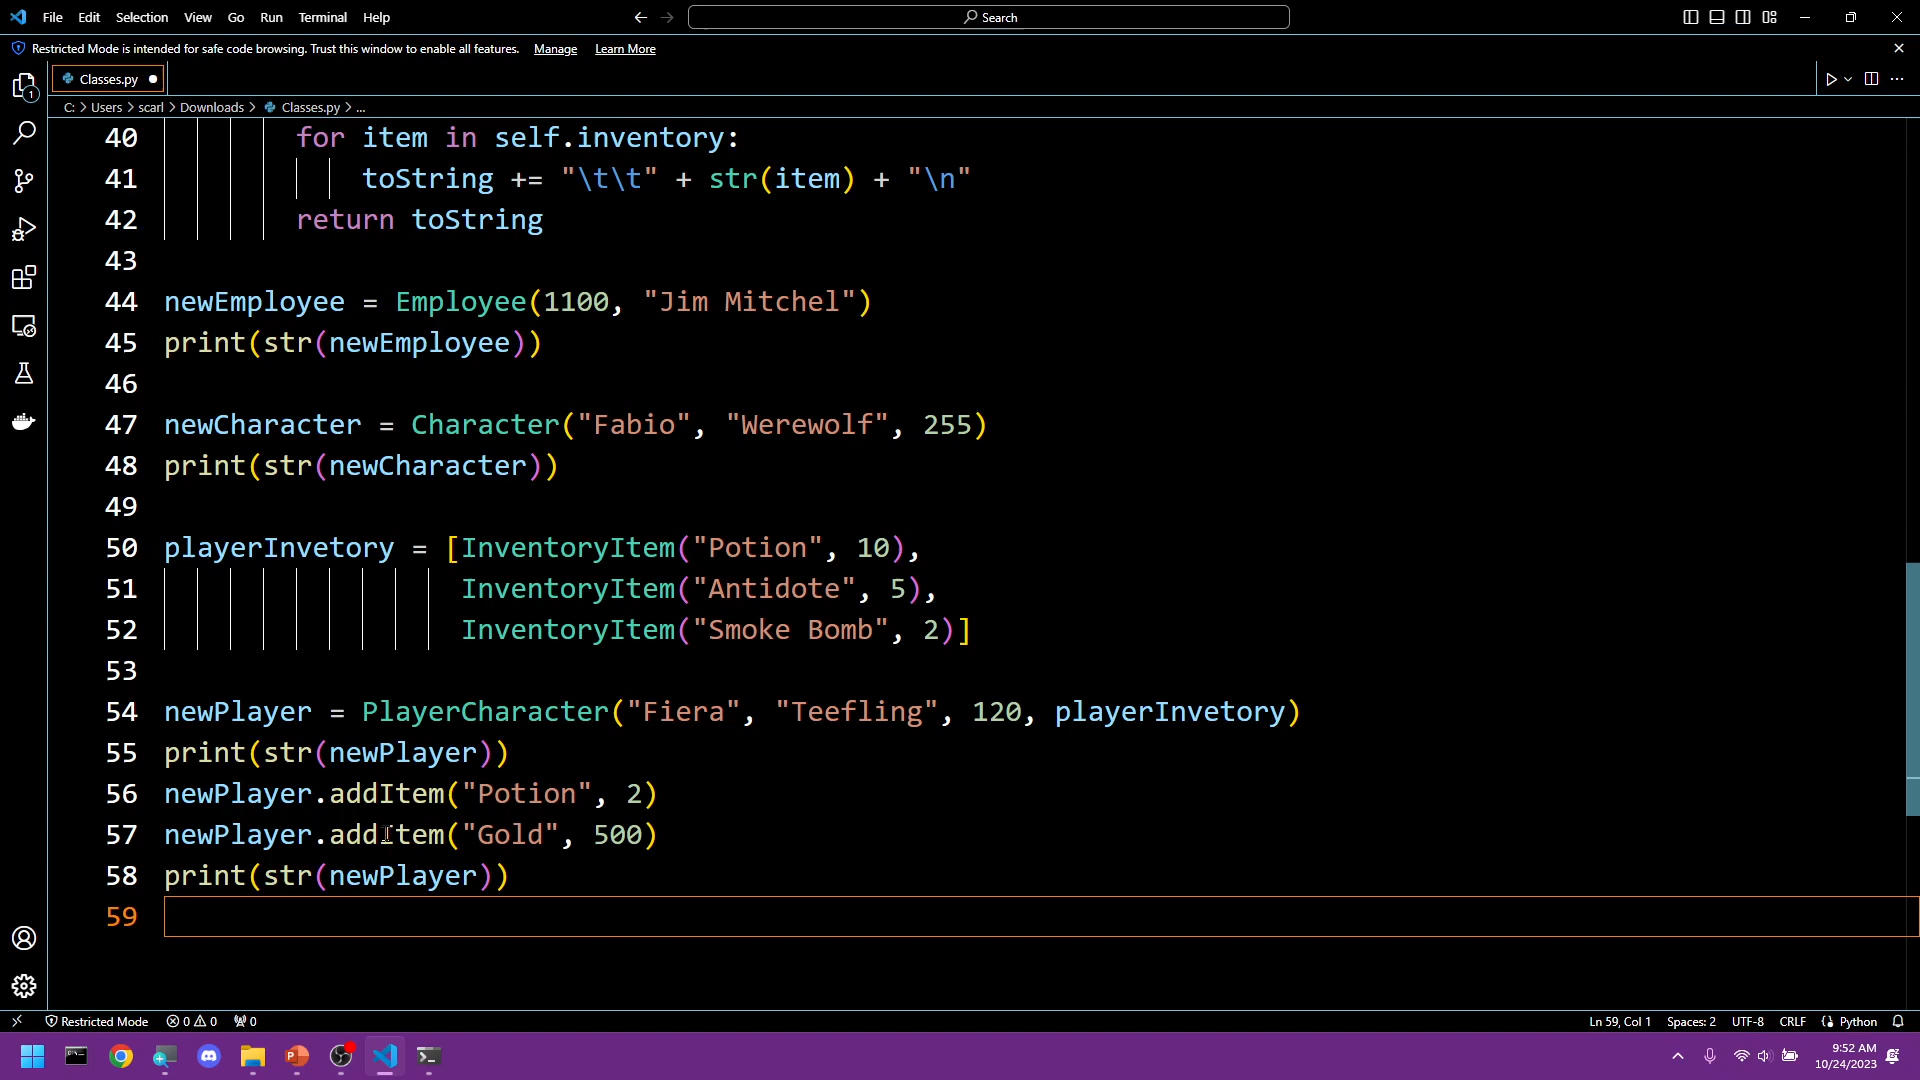 File Edit Selection View Go Run Terminal Help
Search
Restricted Mode is intended for safe code browsing. Trust this window to enable all features. Manage Learn More
1
Classes.py
C: > Users > scarl > Downloads > Classes.py > ...
40 for item in self.inventory:
41 toString += "\t\t" + str(item) + "\n"
42 return toString
43
44 newEmployee = Employee(1100, "Jim Mitchel")
45 print(str(newEmployee))
46
47 newCharacter = Character("Fabio", "Werewolf", 255)
48 print(str(newCharacter))
49
50 playerInvetory = [InventoryItem("Potion", 10),
51 InventoryItem("Antidote", 5),
52 InventoryItem("Smoke Bomb", 2)]
53
54 newPlayer = PlayerCharacter("Fiera", "Teefling", 120, playerInvetory)
55 print(str(newPlayer))
56 newPlayer.addItem("Potion", 2)
57 newPlayer.addItem("Gold", 500)
58 print(str(newPlayer))
59
Restricted Mode 0 0 0 Ln 59, Col 1 Spaces: 2 UTF-8 CRLF Python
9:52 AM
10/24/2023